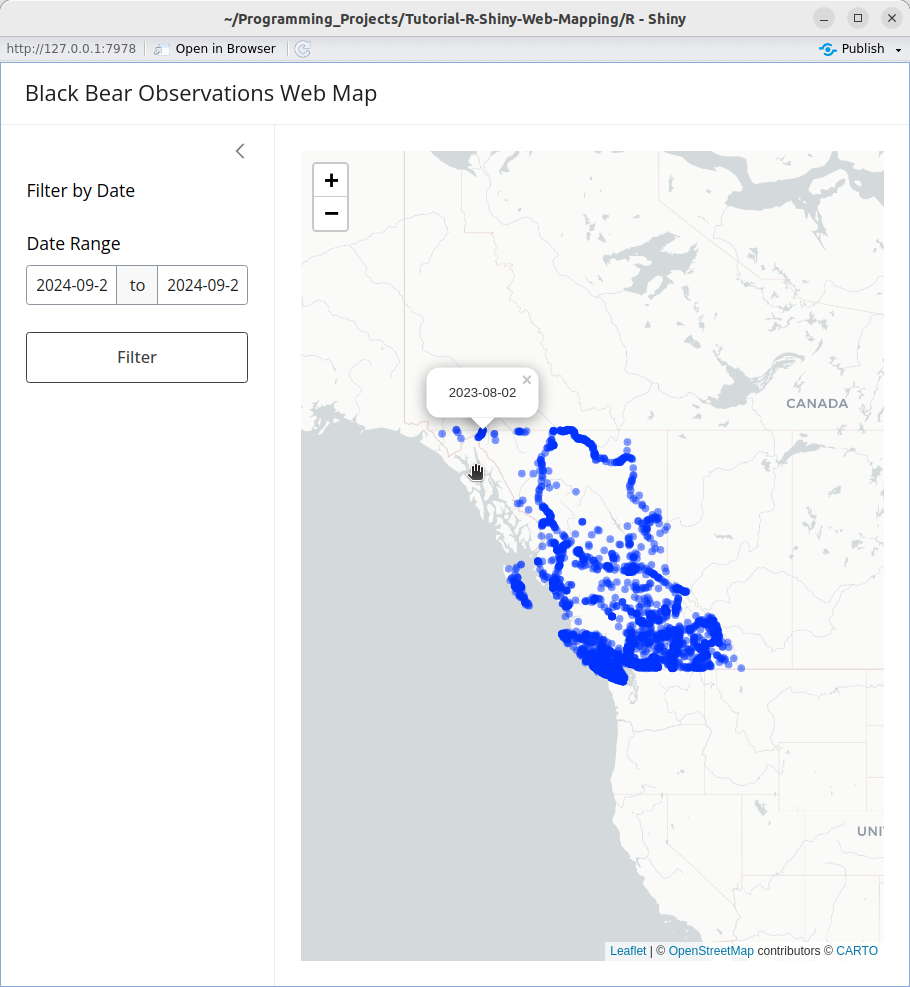 ~/Programming_Projects/Tutorial-R-Shiny-Web-Mapping/R - Shiny
http://127.0.0.1:7978 Open in Browser Publish
Black Bear Observations Web Map
Filter by Date
Date Range
2024-09-2 to 2024-09-2
Filter
+
−
2023-08-02 ×
CANADA
UNI
Leaflet | © OpenStreetMap contributors © CARTO